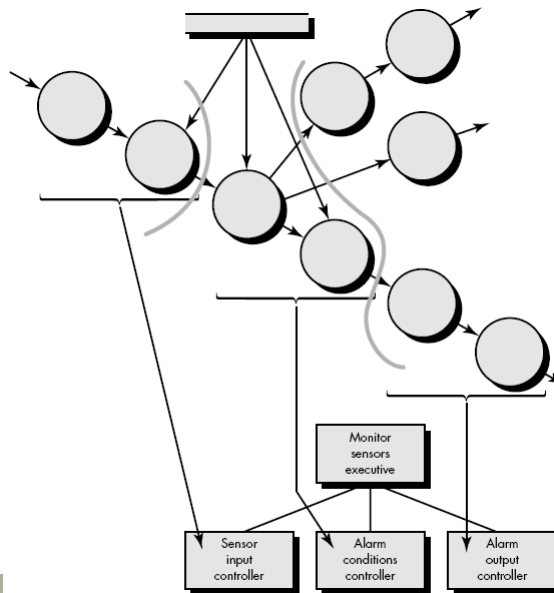 Monitor
sensors
executive
Sensor
input
controller
Alarm
conditions
controller
Alarm
output
controller